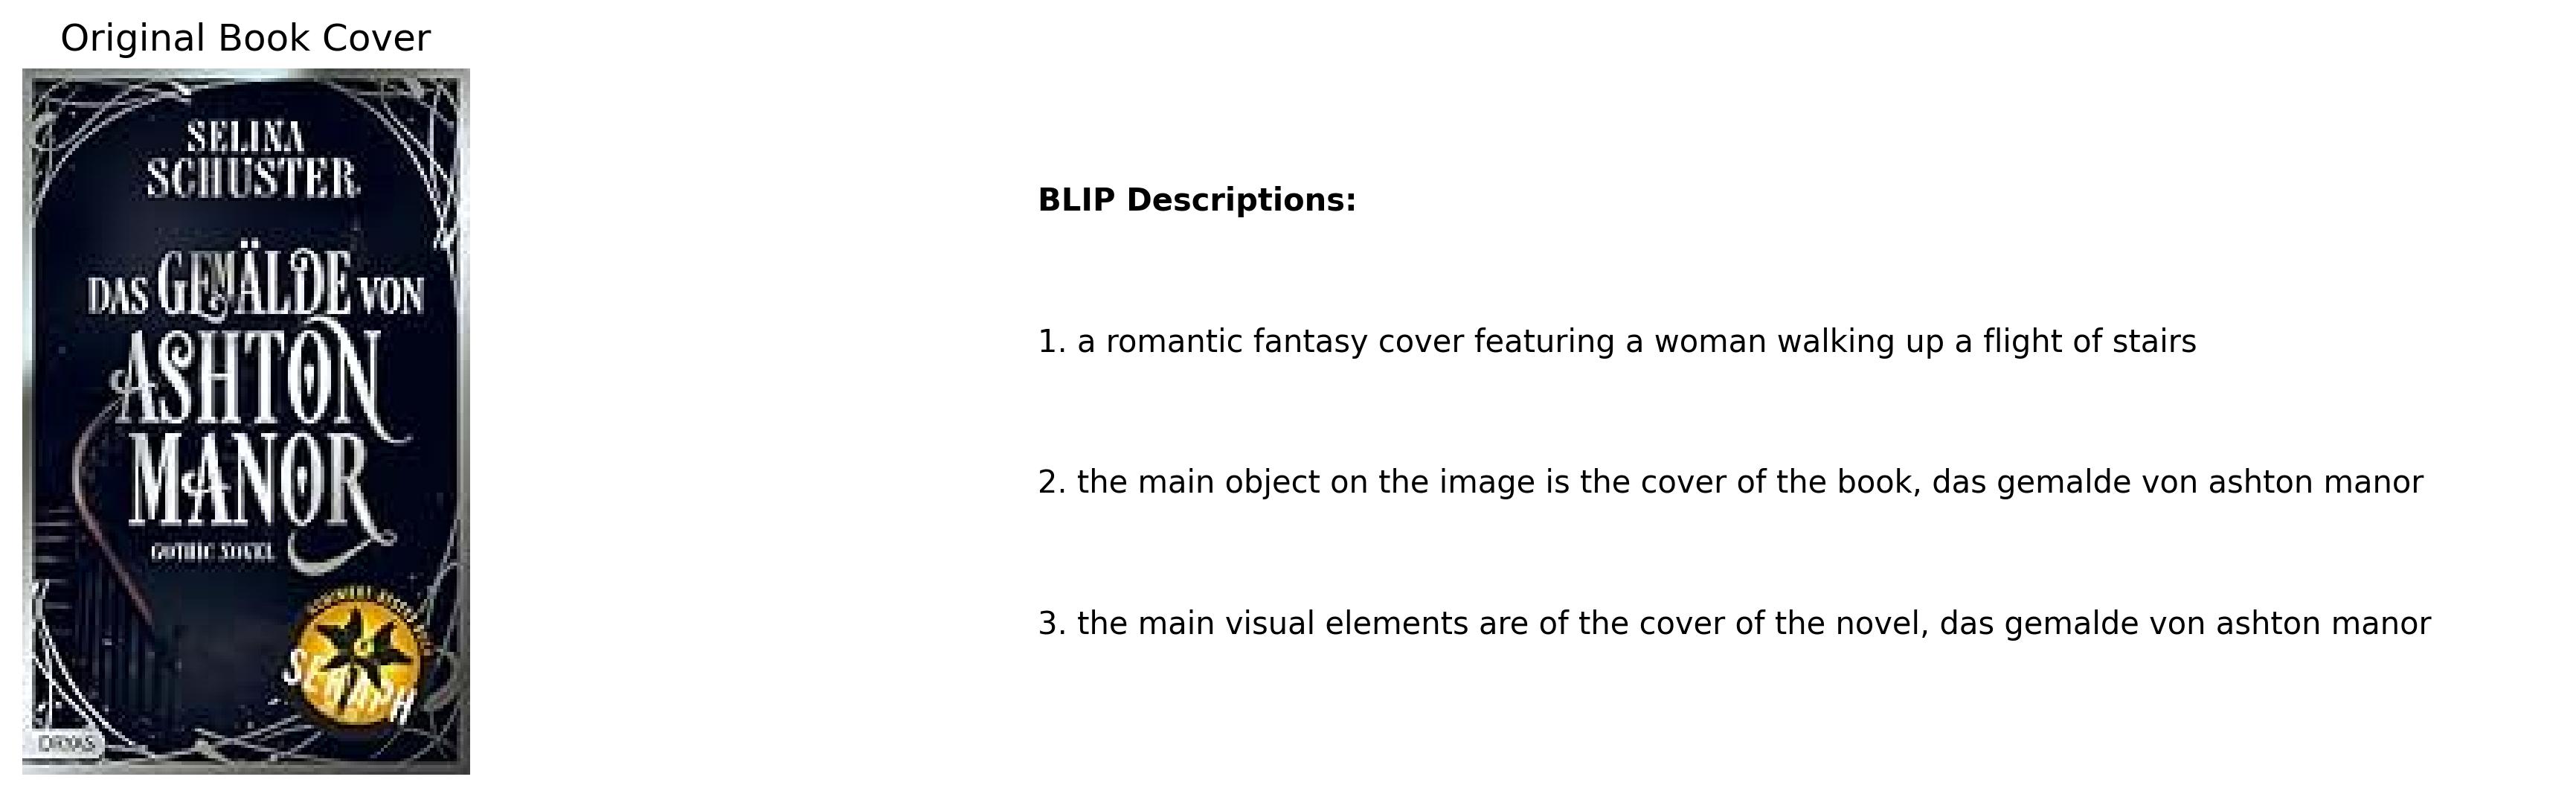 Original Book Cover
SELINA
SCHUSTER
DAS GEMÄLDE VON
ASHTON
MANOR
GOTHIC NOVEL
SERAPH
DRYAS
BLIP Descriptions:
1. a romantic fantasy cover featuring a woman walking up a flight of stairs
2. the main object on the image is the cover of the book, das gemalde von ashton manor
3. the main visual elements are of the cover of the novel, das gemalde von ashton manor